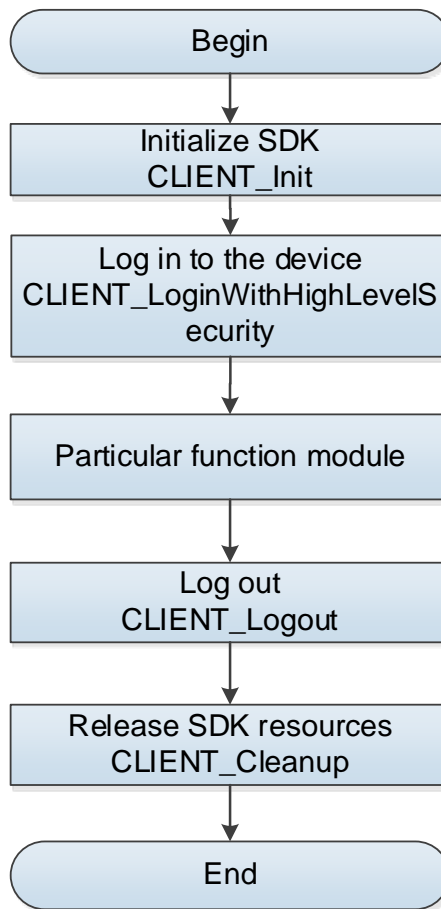 Begin
Initialize SDK
CLIENT_Init
Log in to the device
CLIENT_LoginWithHighLevelS
ecurity
Particular function module
Log out
CLIENT_Logout
Release SDK resources
CLIENT_Cleanup
End